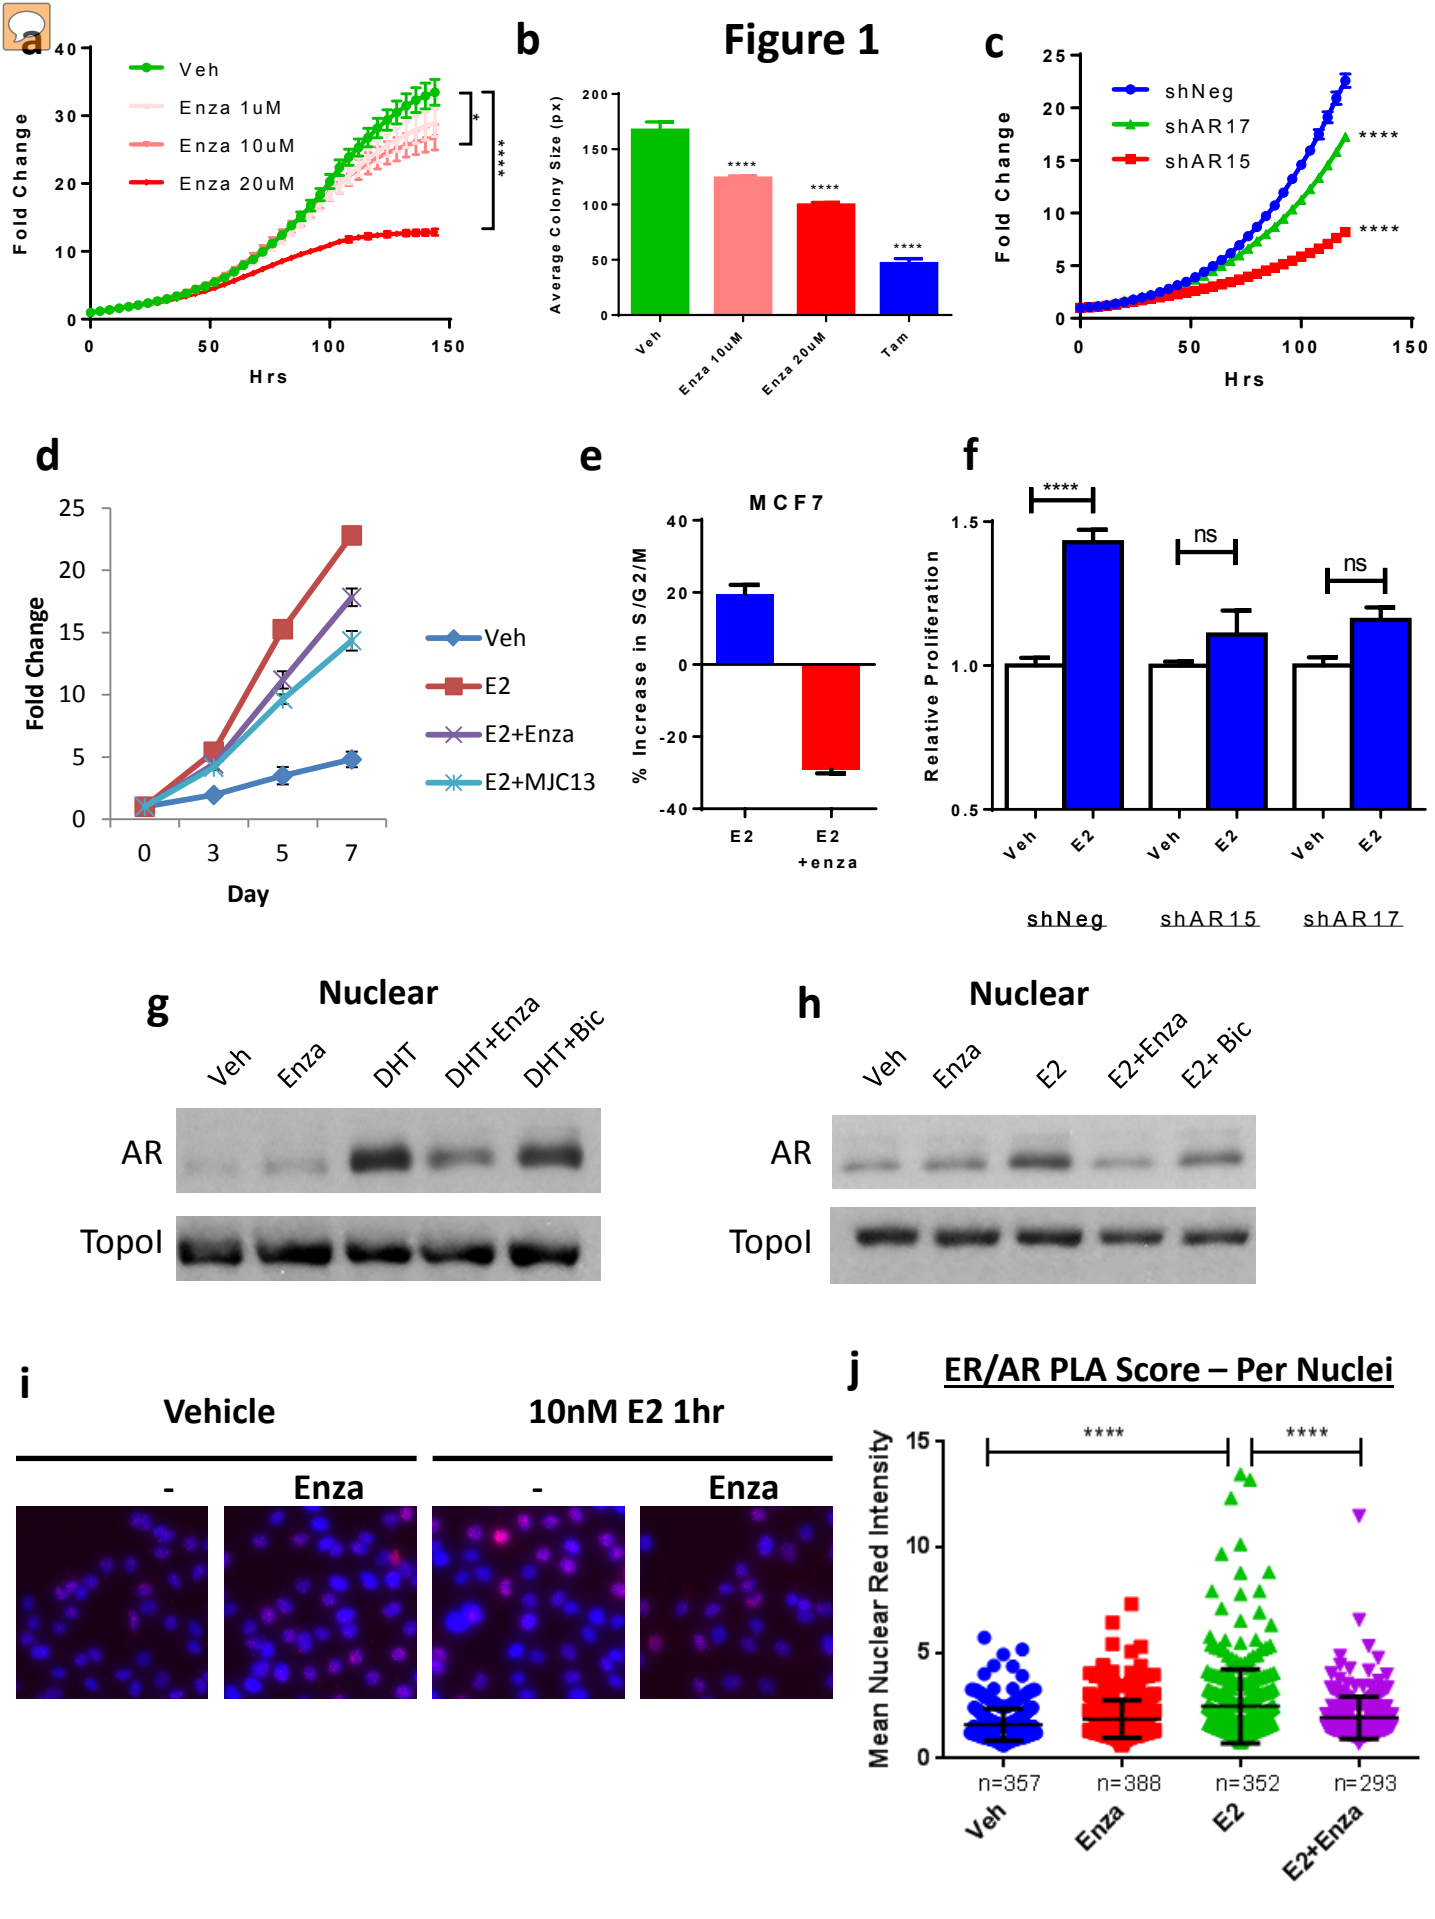 Figure 1
a
Fold Change
40
30
20
10
0
Veh
Enza 1uM
Enza 10uM
Enza 20uM
*
****
0 50 100 150
Hrs
b
Average Colony Size (px)
200
150
100
50
0
****
****
****
Veh
Enza 10uM
Enza 20uM
Tam
c
Fold Change
25
20
15
10
5
0
shNeg
shAR17
shAR15
****
****
0 50 100 150
Hrs
d
Fold Change
25
20
15
10
5
0
0 3 5 7
Day
Veh
E2
E2+Enza
E2+MJC13
e
MCF7
% Increase in S/G2/M
40
20
0
-20
-40
E2
E2
+enza
f
Relative Proliferation
1.5
1.0
0.5
****
ns
ns
Veh E2 Veh E2 Veh E2
shNeg shAR15 shAR17
g
Nuclear
Veh Enza DHT DHT+Enza DHT+Bic
AR
TopoI
h
Nuclear
Veh Enza E2 E2+Enza E2+ Bic
AR
TopoI
i
Vehicle 10nM E2 1hr
- Enza - Enza
j
ER/AR PLA Score – Per Nuclei
Mean Nuclear Red Intensity
15
10
5
0
**** ****
n=357 n=388 n=352 n=293
Veh Enza E2 E2+Enza